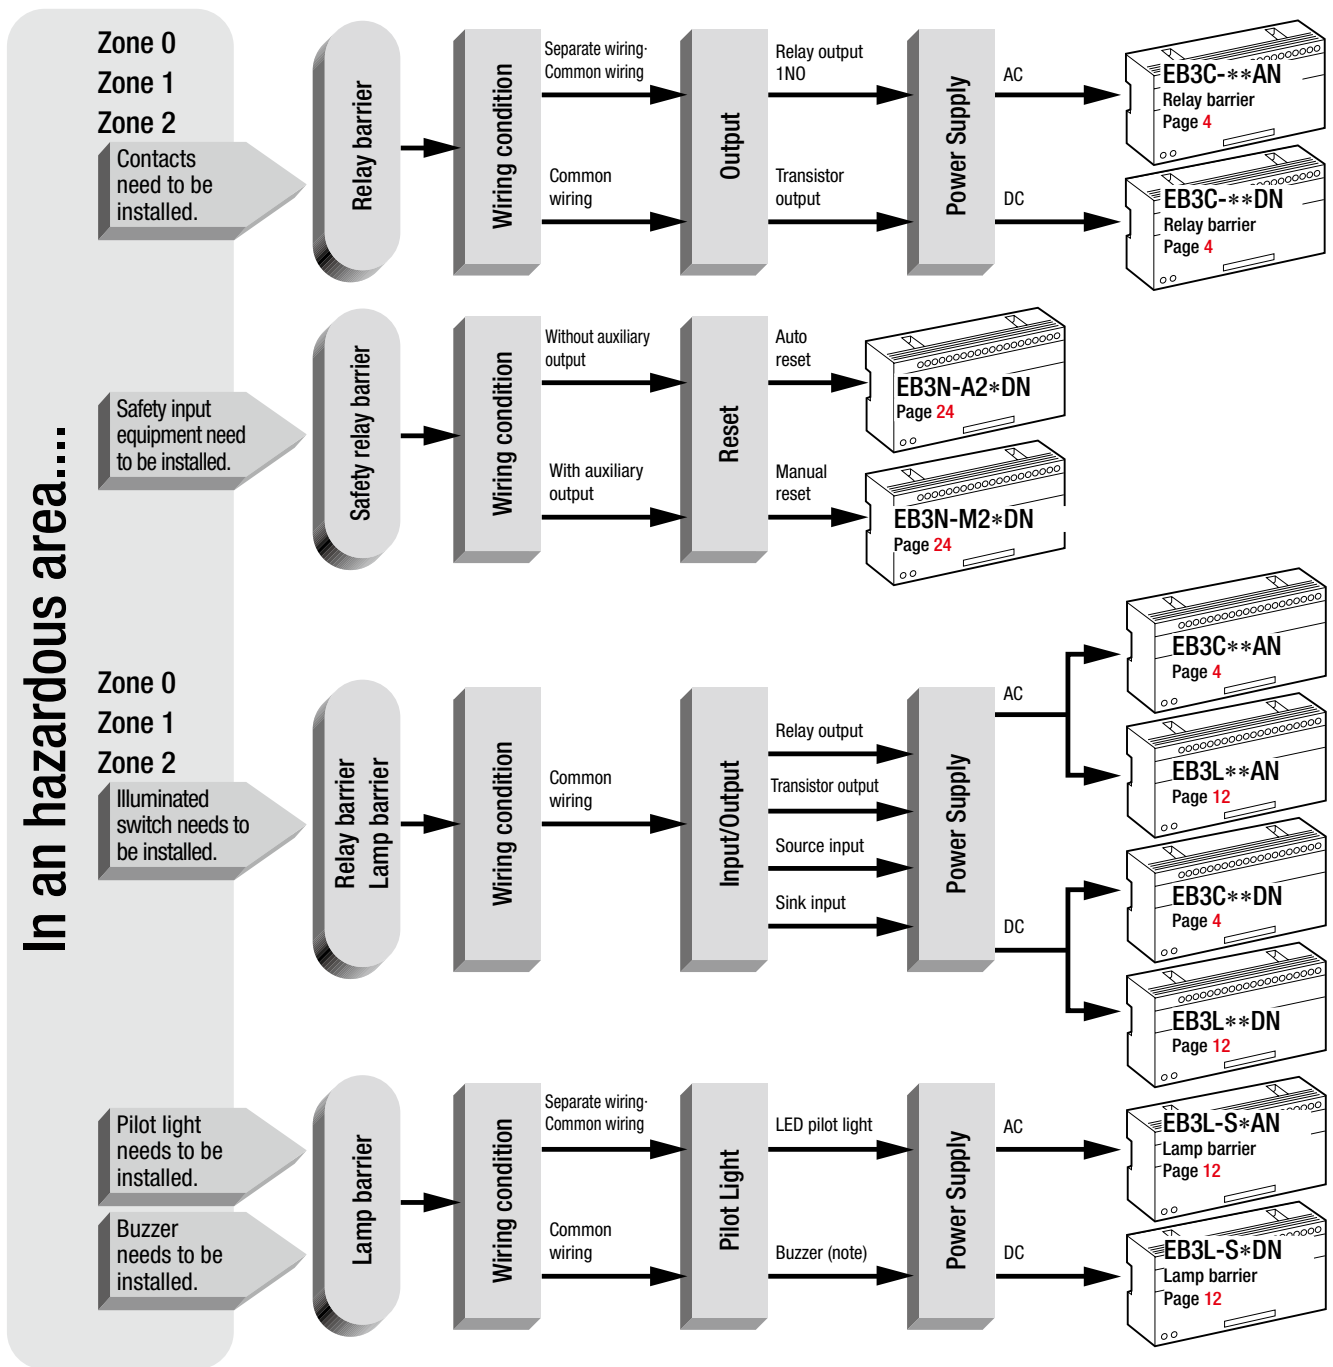 In an hazardous area....
Zone 0
Zone 1
Zone 2
Contacts
need to be
installed.
Relay barrier
Wiring condition
Separate wiring·
Common wiring
Common
wiring
Output
Relay output
1NO
Transistor
output
Power Supply
AC
DC
EB3C-**AN
Relay barrier
Page 4
EB3C-**DN
Relay barrier
Page 4
Safety input
equipment need
to be installed.
Safety relay barrier
Wiring condition
Without auxiliary
output
With auxiliary
output
Reset
Auto
reset
Manual
reset
EB3N-A2*DN
Page 24
EB3N-M2*DN
Page 24
Zone 0
Zone 1
Zone 2
Illuminated
switch needs to
be installed.
Relay barrier
Lamp barrier
Wiring condition
Common
wiring
Input/Output
Relay output
Transistor output
Source input
Sink input
Power Supply
AC
DC
EB3C**AN
Page 4
EB3L**AN
Page 12
EB3C**DN
Page 4
EB3L**DN
Page 12
Pilot light
needs to be
installed.
Buzzer
needs to be
installed.
Lamp barrier
Wiring condition
Separate wiring·
Common wiring
Common
wiring
Pilot Light
LED pilot light
Buzzer (note)
Power Supply
AC
DC
EB3L-S*AN
Lamp barrier
Page 12
EB3L-S*DN
Lamp barrier
Page 12